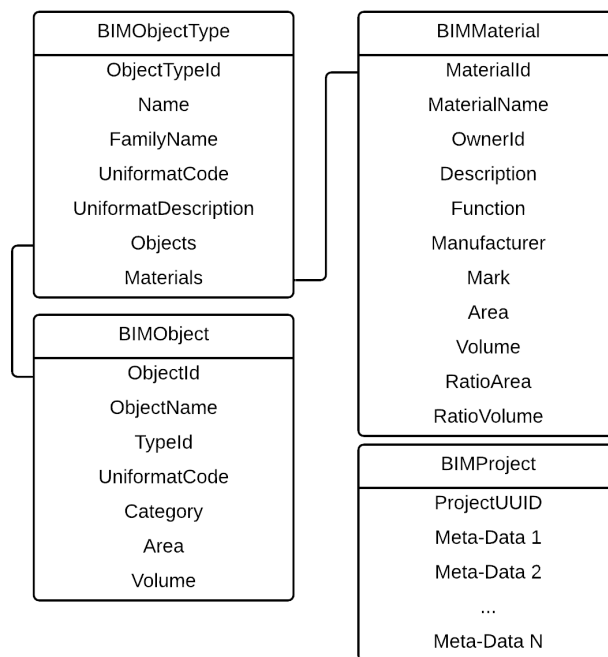 BIMObjectType
ObjectTypeId
Name
FamilyName
UniformatCode
UniformatDescription
Objects
Materials
BIMObject
ObjectId
ObjectName
TypeId
UniformatCode
Category
Area
Volume
BIMMaterial
MaterialId
MaterialName
OwnerId
Description
Function
Manufacturer
Mark
Area
Volume
RatioArea
RatioVolume
BIMProject
ProjectUUID
Meta-Data 1
Meta-Data 2
...
Meta-Data N